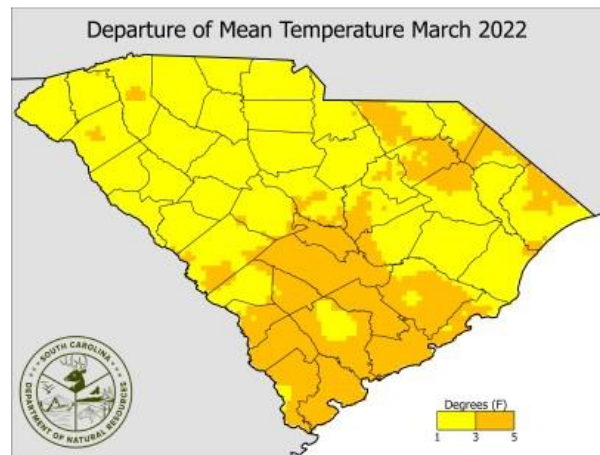 Departure of Mean Temperature March 2022
SOUTH CAROLINA
DEPARTMENT OF NATURAL RESOURCES
Degrees (F)
1 3 5